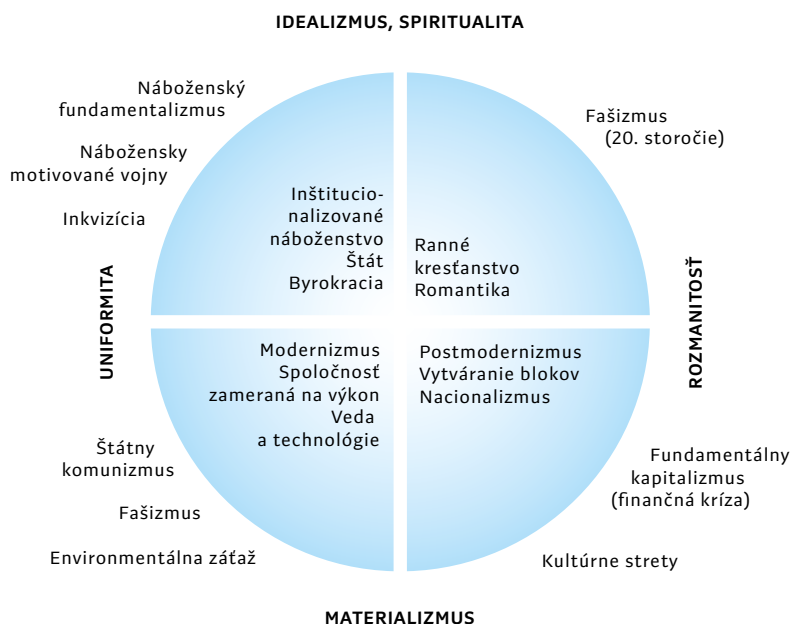 IDEALIZMUS, SPIRITUALITA
Náboženský
fundamentalizmus
Nábožensky
motivované vojny
Inkvizícia
Fašizmus
(20. storočie)
Inštitucio-
nalizované
náboženstvo
Štát
Byrokracia
Ranné
kresťanstvo
Romantika
UNIFORMITA
ROZMANITOSŤ
Modernizmus
Spoločnosť
zameraná na výkon
Veda
a technológie
Postmodernizmus
Vytváranie blokov
Nacionalizmus
Štátny
komunizmus
Fašizmus
Environmentálna záťaž
Fundamentálny
kapitalizmus
(finančná kríza)
Kultúrne strety
MATERIALIZMUS